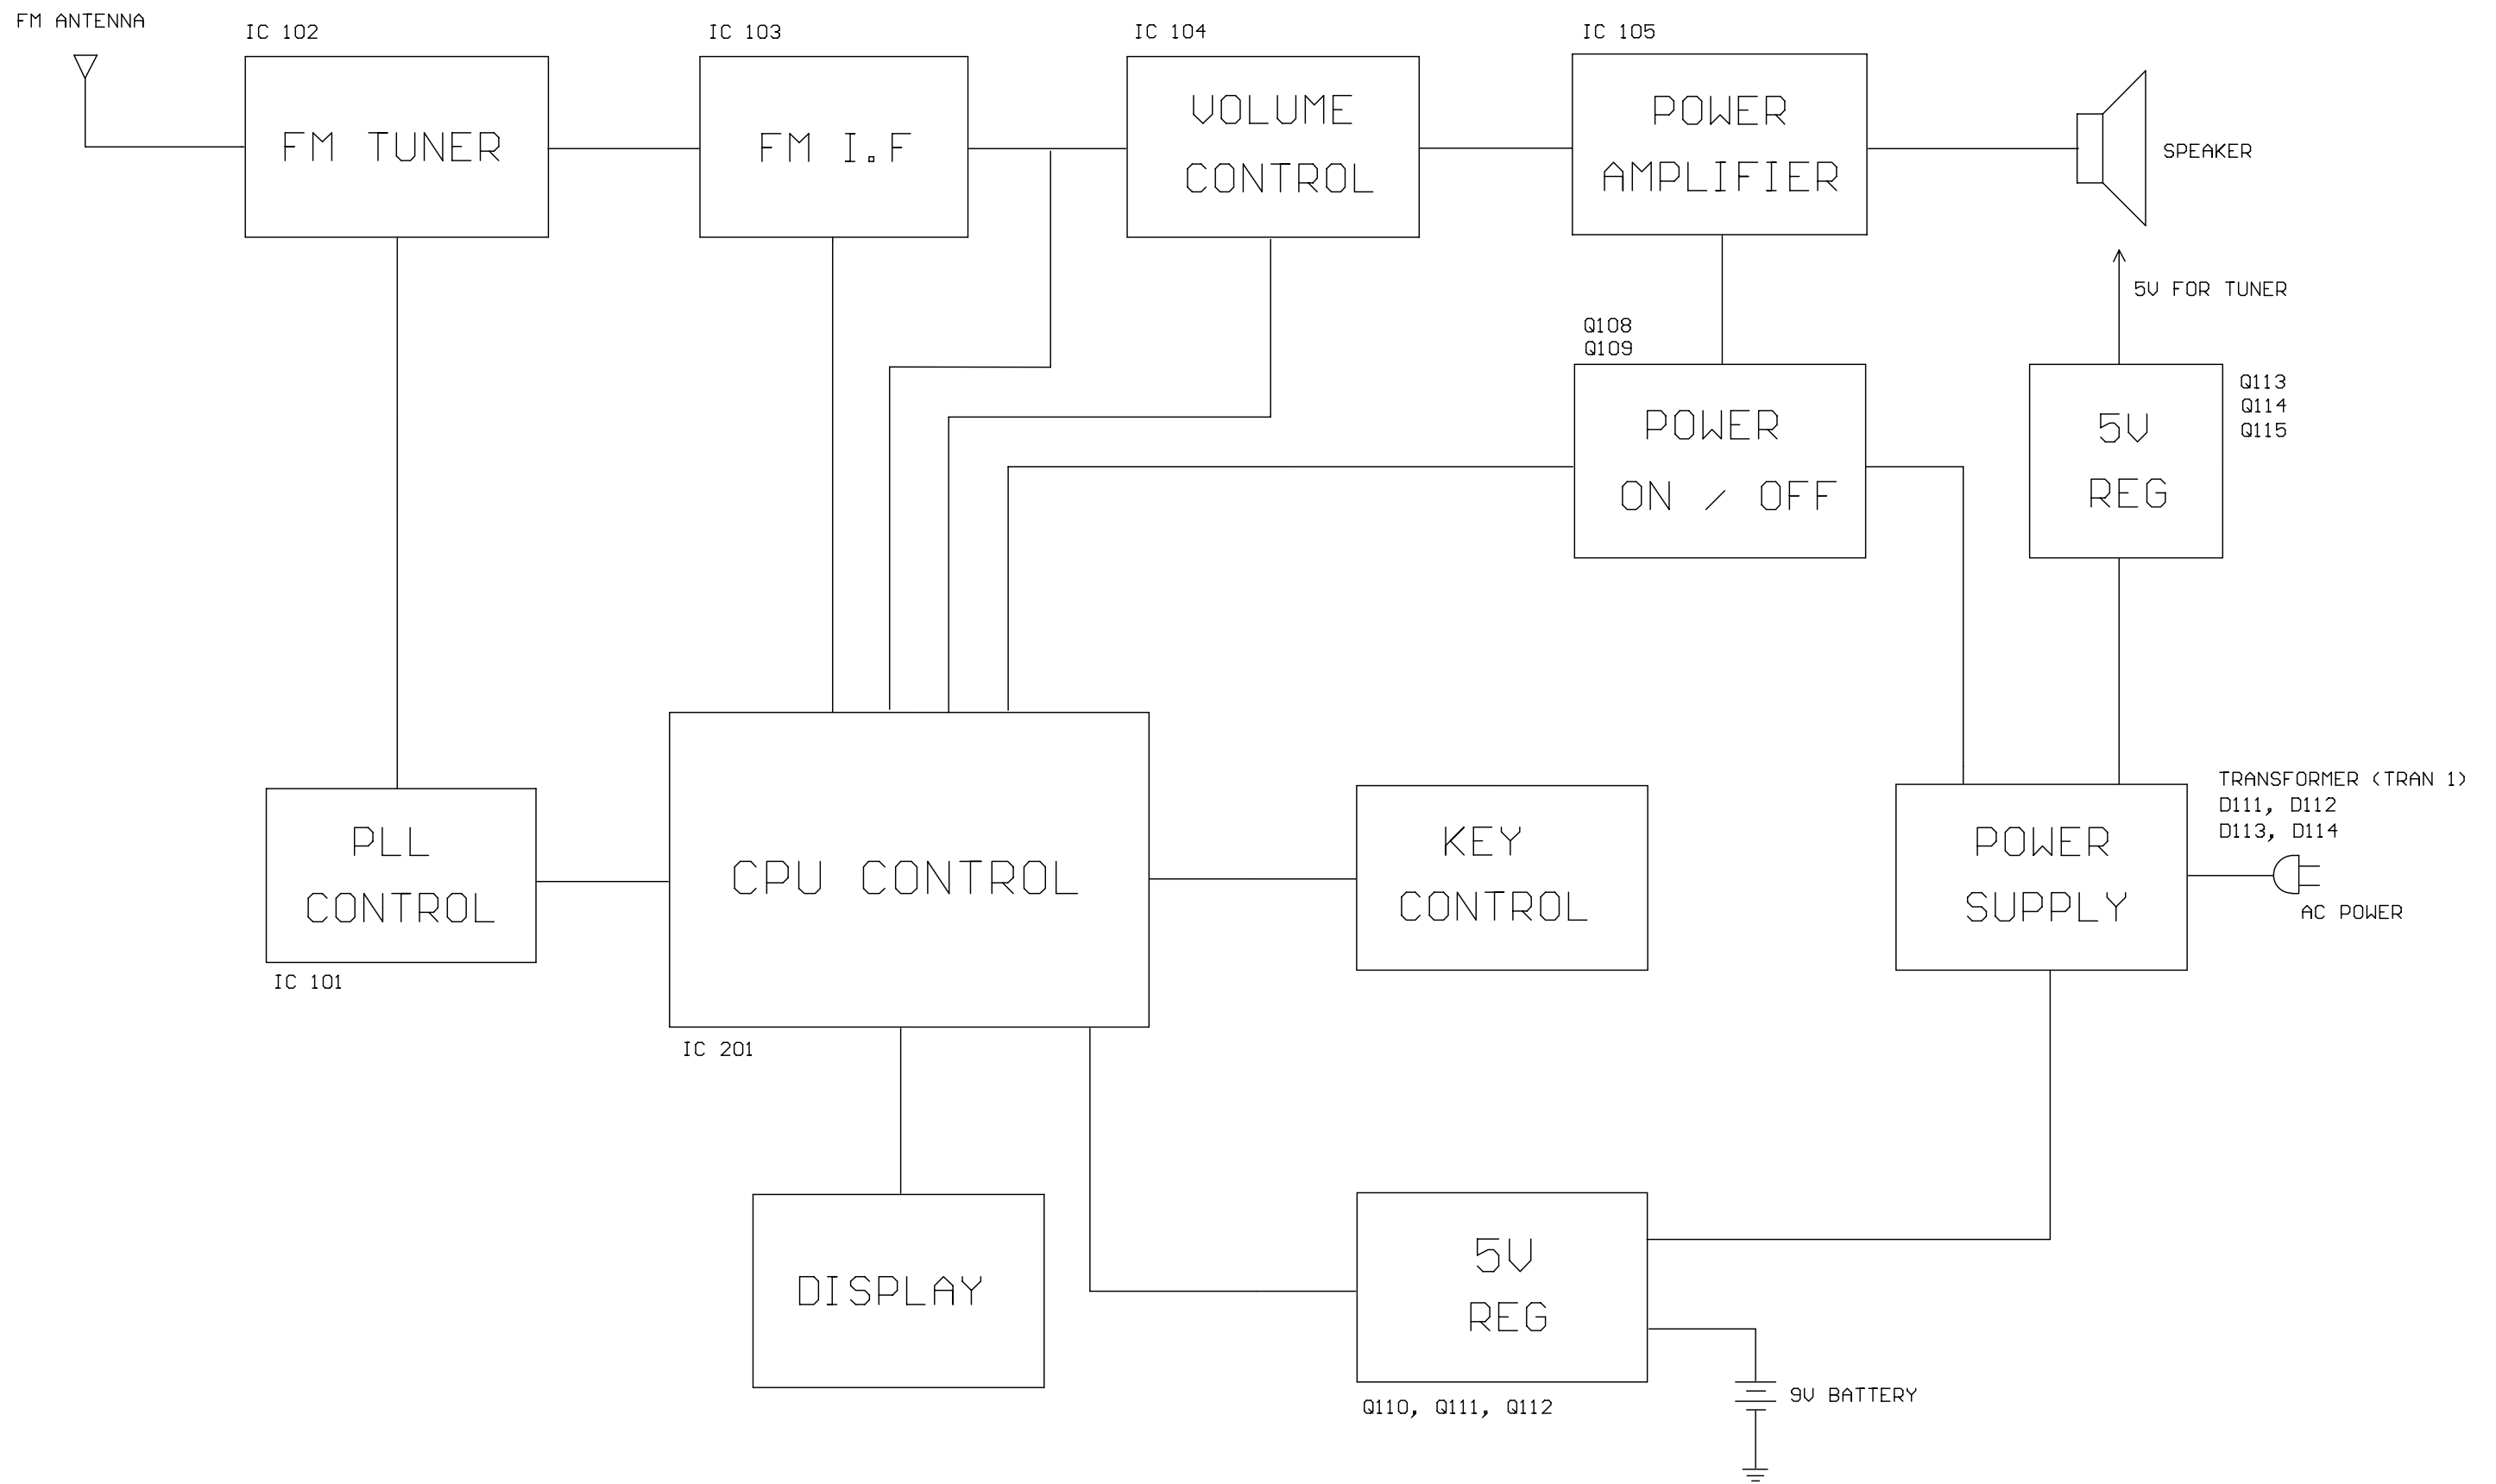 FM ANTENNA
IC 102
IC 103
IC 104
IC 105
FM TUNER
FM I.F
VOLUME
CONTROL
POWER
AMPLIFIER
SPEAKER
5V FOR TUNER
Q108
Q109
POWER
ON / OFF
5V
REG
Q113
Q114
Q115
PLL
CONTROL
IC 101
CPU CONTROL
IC 201
KEY
CONTROL
POWER
SUPPLY
TRANSFORMER (TRAN 1)
D111, D112
D113, D114
AC POWER
DISPLAY
5V
REG
Q110, Q111, Q112
9V BATTERY